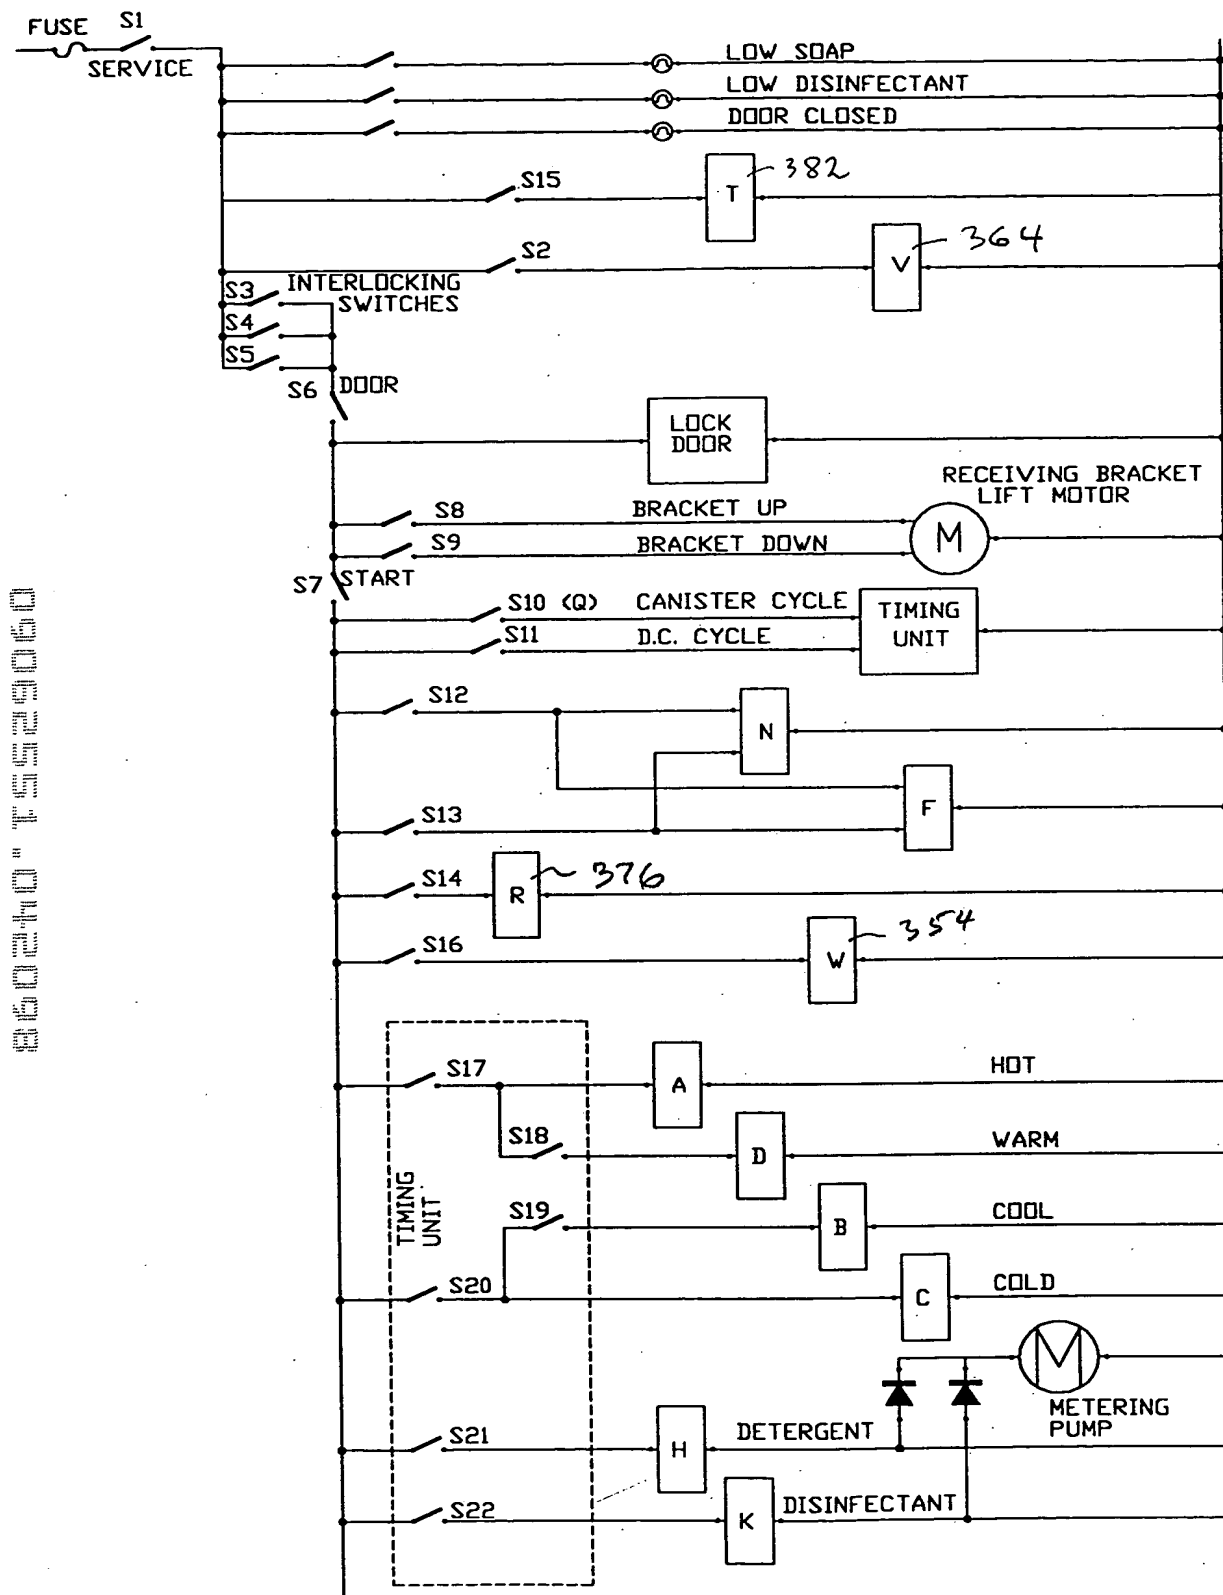 FUSE S1
SERVICE
LOW SOAP
LOW DISINFECTANT
DOOR CLOSED
S15 T 382
S2 V 364
S3 INTERLOCKING
SWITCHES
S4
S5
S6 DOOR
LOCK
DOOR
RECEIVING BRACKET
LIFT MOTOR
S8 BRACKET UP
M
S9 BRACKET DOWN
S7 START
S10 (Q) CANISTER CYCLE
S11 D.C. CYCLE
TIMING
UNIT
S12 N
F
S13
S14 R 376
S16 W 354
S17 A HOT
S18 D WARM
TIMING
UNIT
S19 B COOL
S20 C COLD
M
METERING
PUMP
S21 H DETERGENT
S22 K DISINFECTANT
09062551.042098